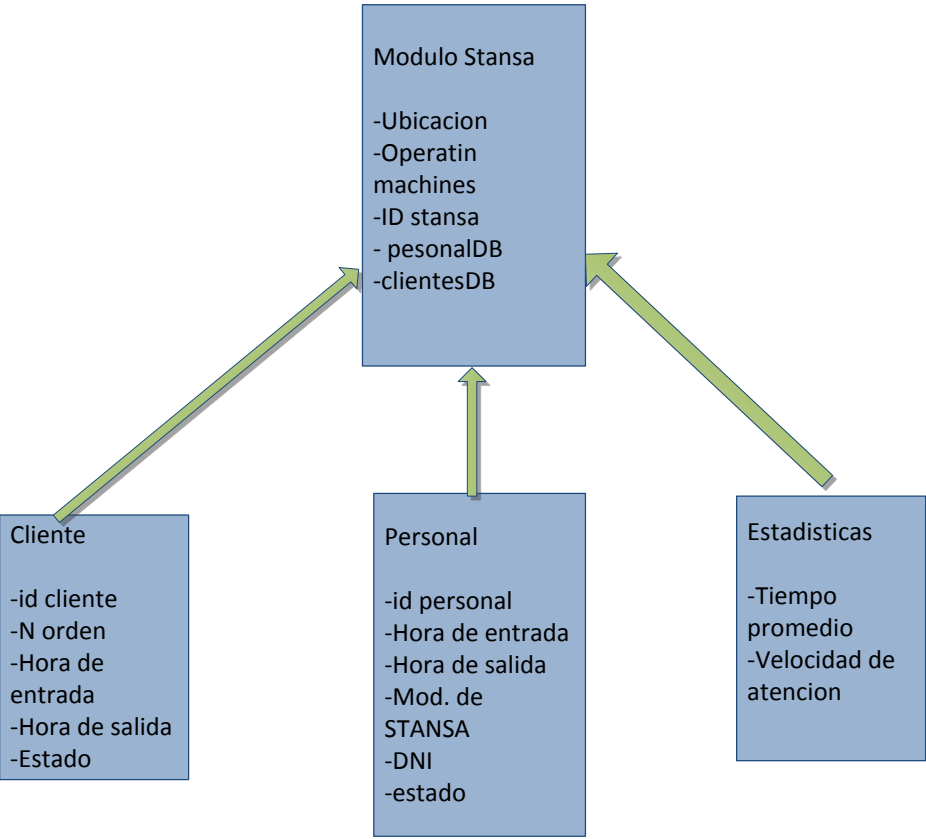 Modulo Stansa
-Ubicacion
-Operatin
machines
-ID stansa
- pesonalDB
-clientesDB
Cliente
-id cliente
-N orden
-Hora de
entrada
-Hora de salida
-Estado
Personal
-id personal
-Hora de entrada
-Hora de salida
-Mod. de
STANSA
-DNI
-estado
Estadisticas
-Tiempo
promedio
-Velocidad de
atencion